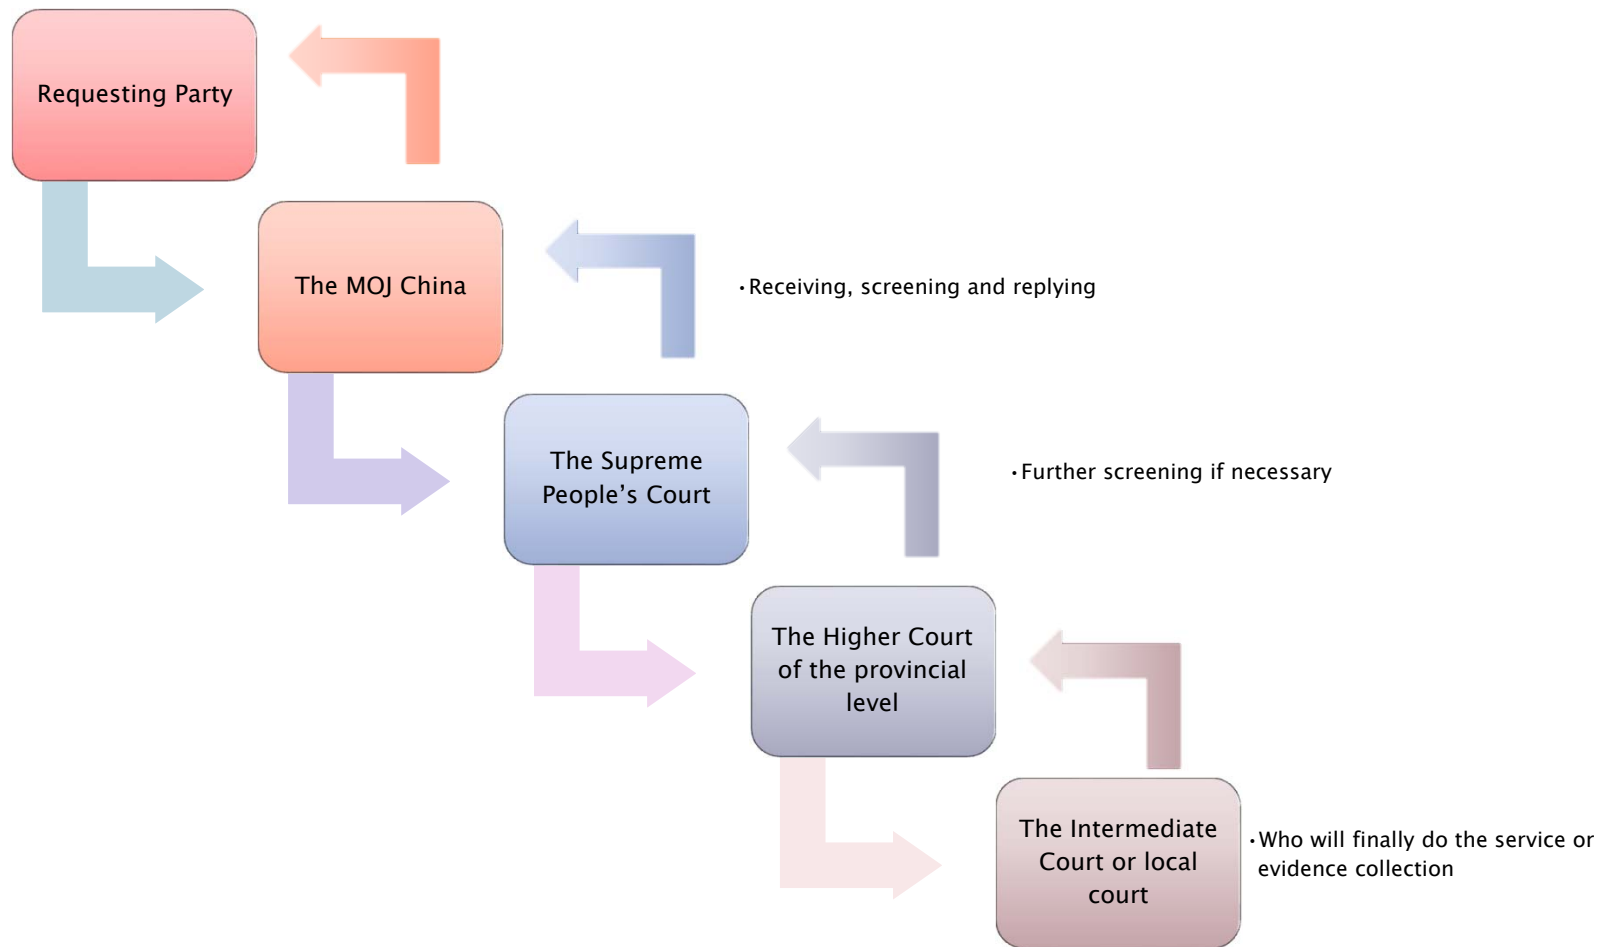 Requesting Party
The MOJ China
•Receiving, screening and replying
The Supreme
People’s Court
•Further screening if necessary
The Higher Court
of the provincial
level
The Intermediate
Court or local
court
•Who will finally do the service or
evidence collection